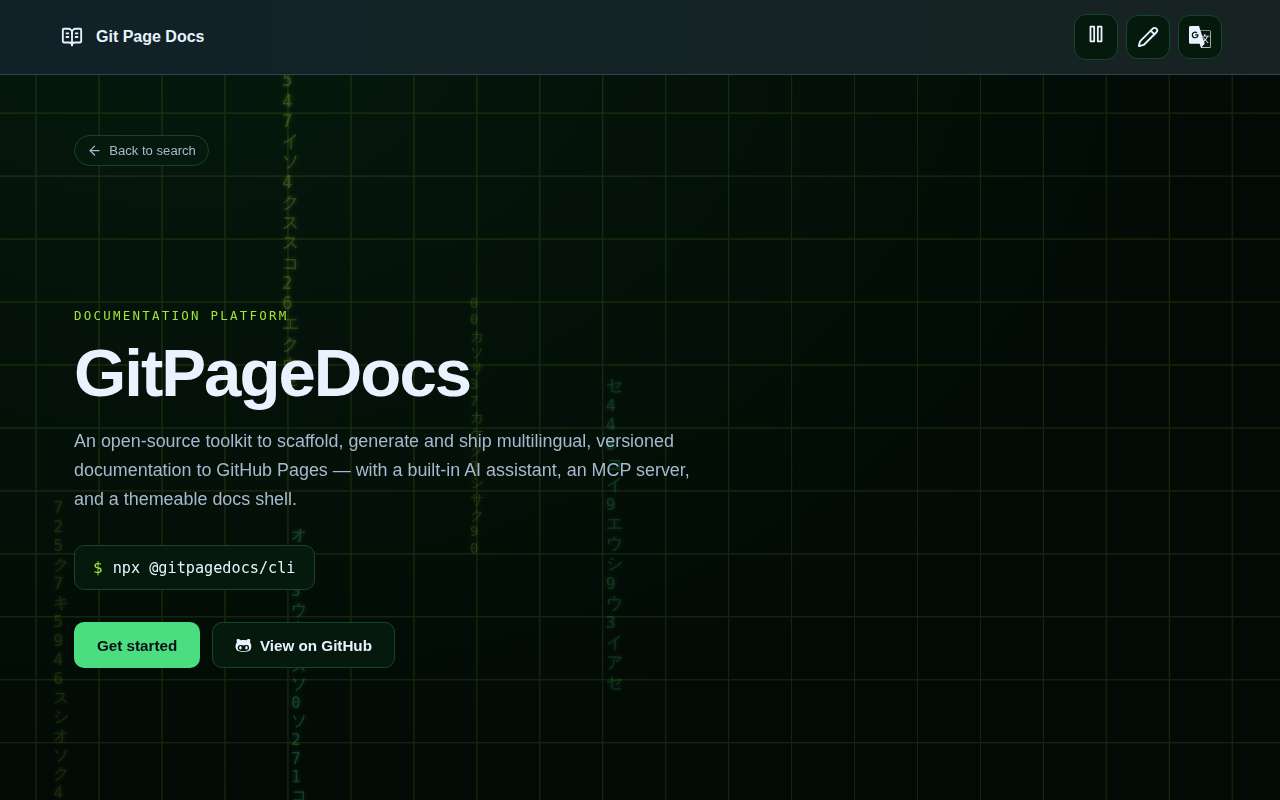 Git Page Docs
Back to search
DOCUMENTATION PLATFORM
GitPageDocs
An open-source toolkit to scaffold, generate and ship multilingual, versioned
documentation to GitHub Pages — with a built-in AI assistant, an MCP server,
and a themeable docs shell.
$ npx @gitpagedocs/cli
Get started
View on GitHub